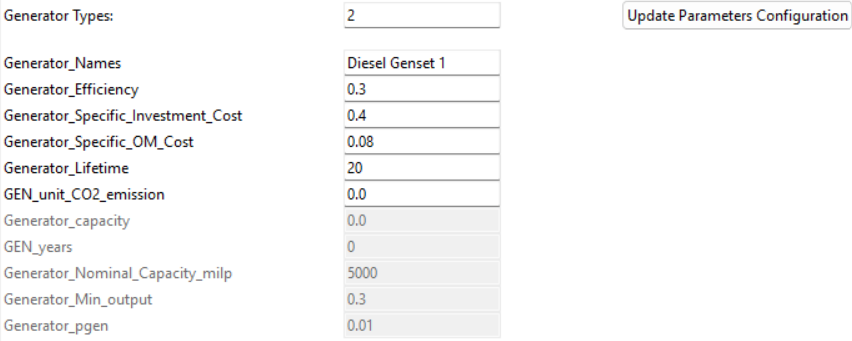 Generator Types: 2 Update Parameters Configuration
Generator_Names Diesel Genset 1
Generator_Efficiency 0.3
Generator_Specific_Investment_Cost 0.4
Generator_Specific_OM_Cost 0.08
Generator_Lifetime 20
GEN_unit_CO2_emission 0.0
Generator_capacity 0.0
GEN_years 0
Generator_Nominal_Capacity_milp 5000
Generator_Min_output 0.3
Generator_pgen 0.01